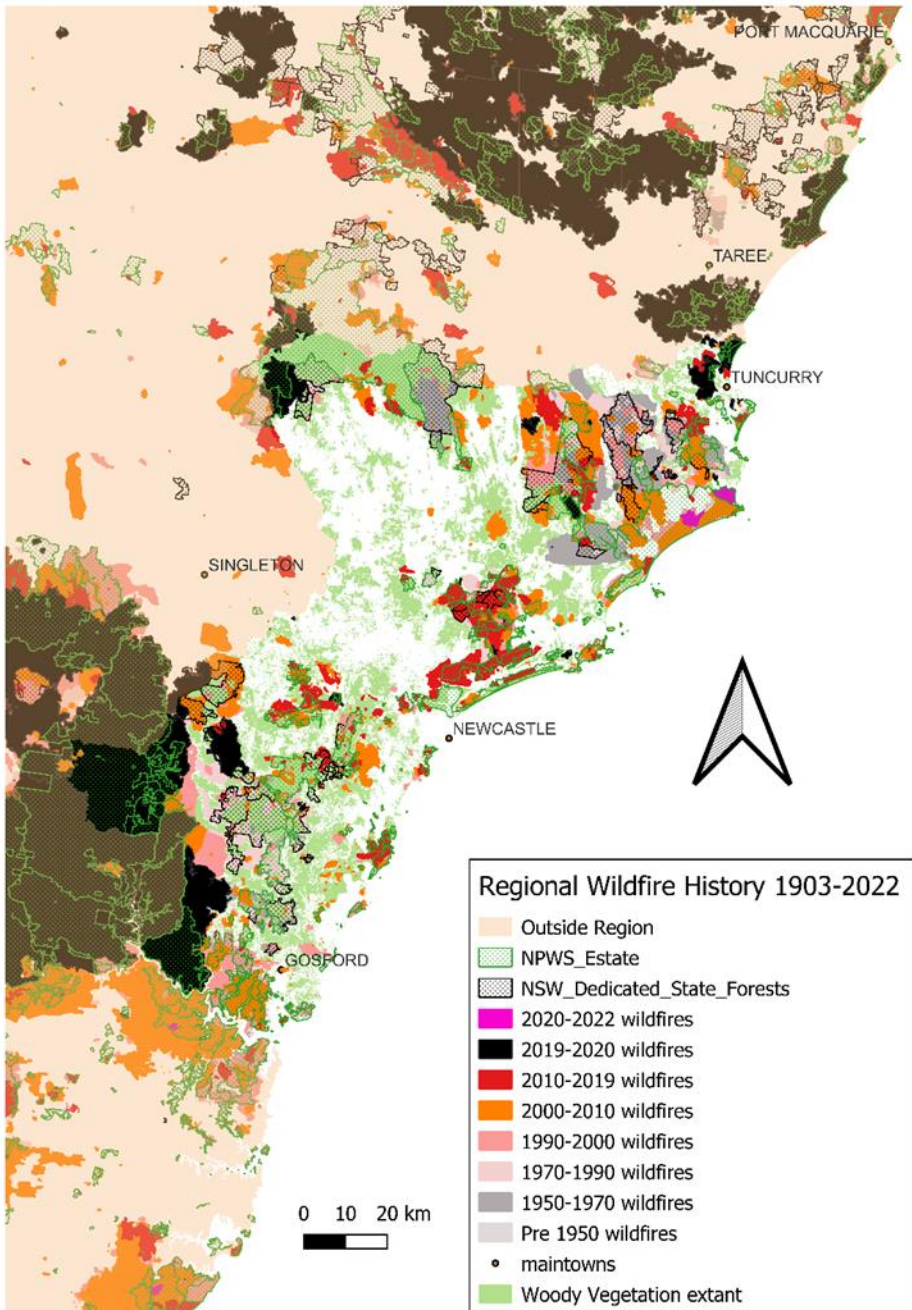 PORT MACQUARIE
TAREE
TUNCURRY
SINGLETON
NEWCASTLE
GOSFORD
0 10 20 km
Regional Wildfire History 1903-2022
Outside Region
NPWS_Estate
NSW_Dedicated_State_Forests
2020-2022 wildfires
2019-2020 wildfires
2010-2019 wildfires
2000-2010 wildfires
1990-2000 wildfires
1970-1990 wildfires
1950-1970 wildfires
Pre 1950 wildfires
maintowns
Woody Vegetation extant